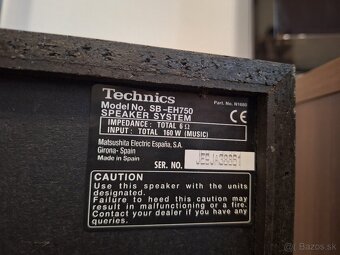 Technics
Part. No. N1693
Model No. SB-EH750
SPEAKER SYSTEM
CE
IMPEDANCE: TOTAL 6 Ω
INPUT: TOTAL 160 W (MUSIC)
Matsushita Electric España, S.A.
Girona- Spain
Made in Spain
SER. NO.
CAUTION
Use this speaker with the units
designated.
Failure to heed this caution may
result in malfunctioning or a fire.
Contact your dealer if you have any
queries.
bazos.sk